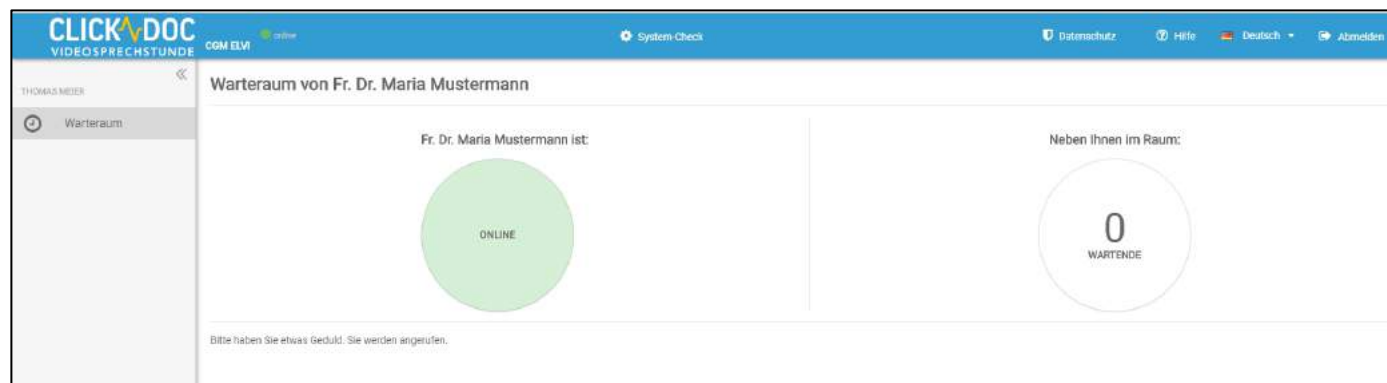 CLICK DOC
VIDEOSPRECHSTUNDE
CGM ELVI
online
System-Check
Datenschutz
Hilfe
Deutsch
Abmelden
THOMAS MEIER
Warteraum
Warteraum von Fr. Dr. Maria Mustermann
Fr. Dr. Maria Mustermann ist:
ONLINE
Neben Ihnen im Raum:
0
WARTENDE
Bitte haben Sie etwas Geduld. Sie werden angerufen.